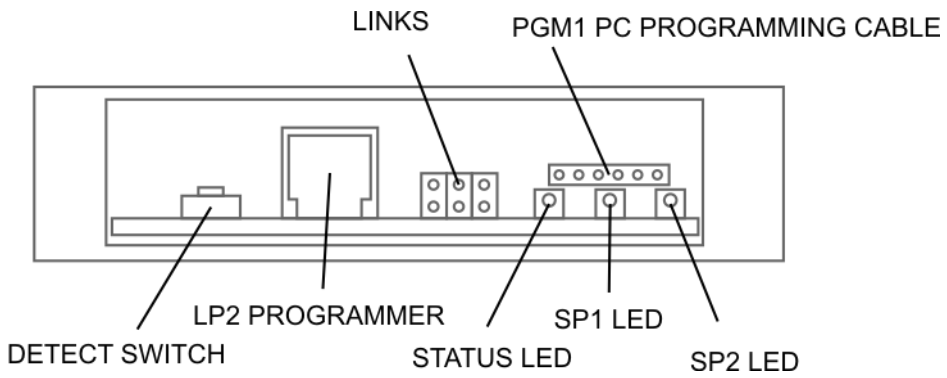 LINKS
PGM1 PC PROGRAMMING CABLE
LP2 PROGRAMMER
SP1 LED
DETECT SWITCH
STATUS LED
SP2 LED